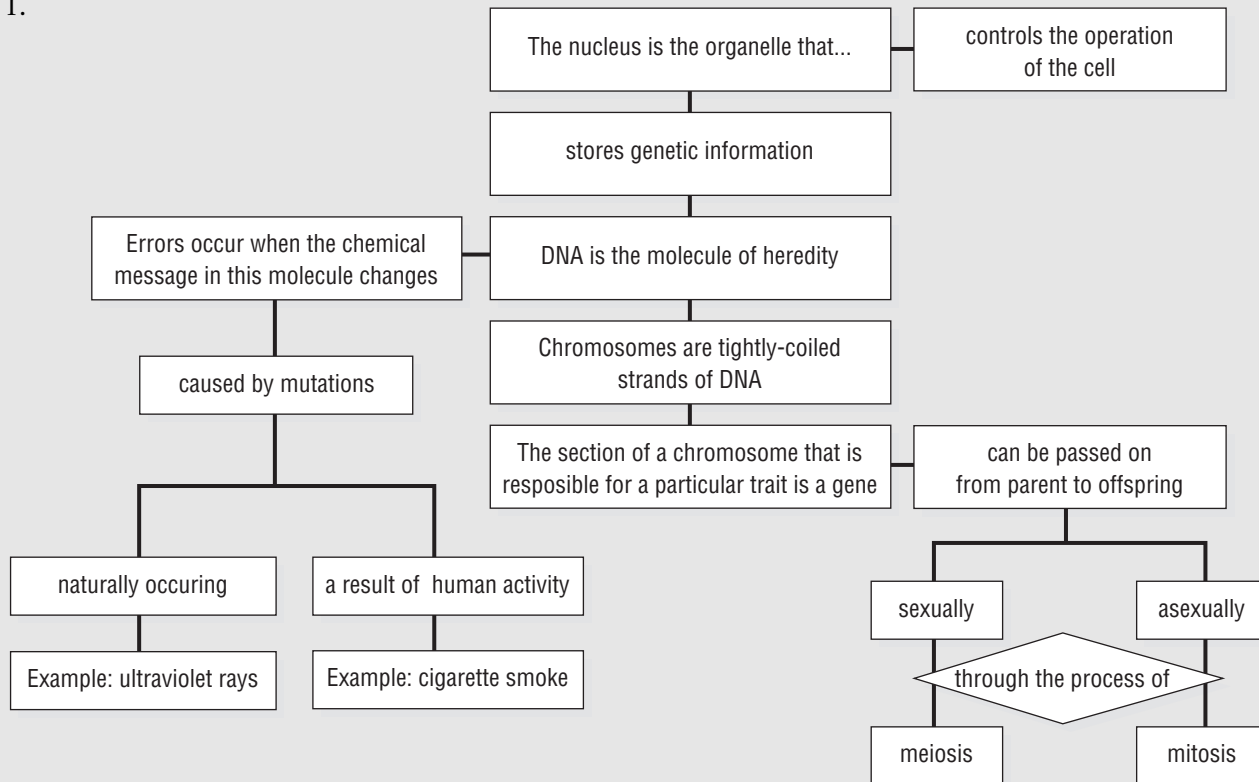 1.
The nucleus is the organelle that...
controls the operation
of the cell
stores genetic information
Errors occur when the chemical
message in this molecule changes
DNA is the molecule of heredity
Chromosomes are tightly-coiled
strands of DNA
caused by mutations
The section of a chromosome that is
resposible for a particular trait is a gene
can be passed on
from parent to offspring
naturally occuring
a result of human activity
sexually
asexually
Example: ultraviolet rays
Example: cigarette smoke
through the process of
meiosis
mitosis